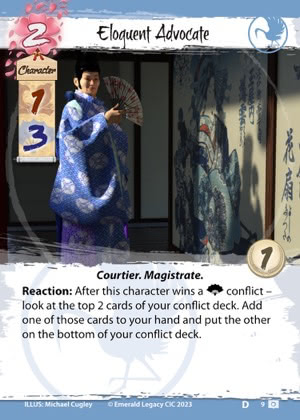 2
Eloquent Advocate
Character
1
3
花
扇
1
Courtier. Magistrate.
Reaction: After this character wins a conflict –
look at the top 2 cards of your conflict deck. Add
one of those cards to your hand and put the other
on the bottom of your conflict deck.
ILLUS: Michael Cugley © Emerald Legacy CIC 2023 D 9